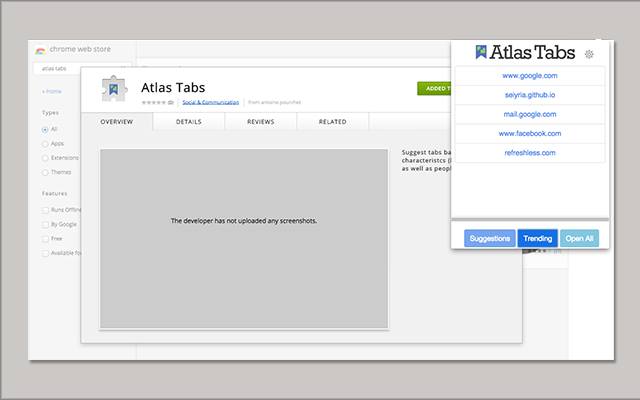 chrome web store
atlas tabs
« Home
Types
All
Apps
Extensions
Themes
Features
Runs Offline
By Google
Free
Available for
Atlas Tabs
Social & Communication
from antoine pourchet
ADDED T
OVERVIEW
DETAILS
REVIEWS
RELATED
The developer has not uploaded any screenshots.
Suggest tabs ba
characteristcs (l
as well as people
Atlas Tabs
www.google.com
seiyria.github.io
mail.google.com
www.facebook.com
refreshless.com
Suggestions
Trending
Open All